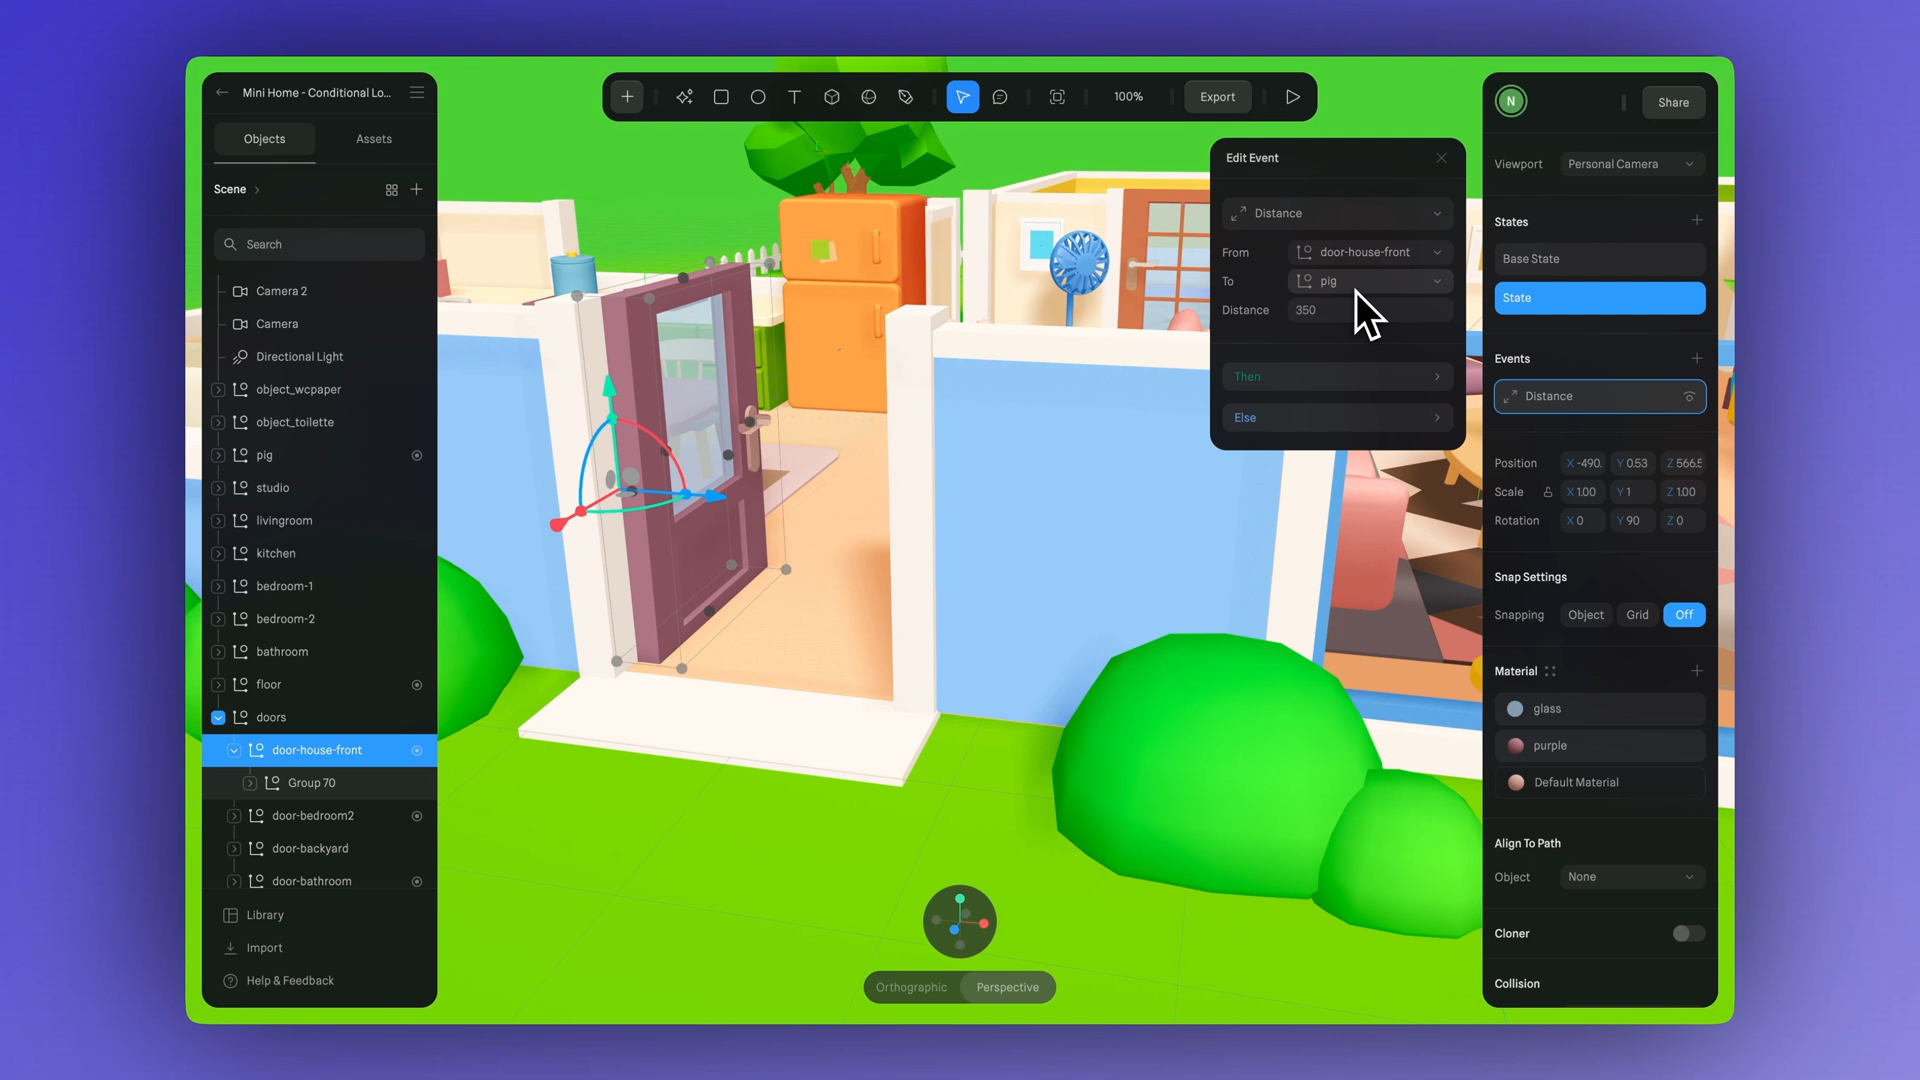 Mini Home - Conditional Lo...
Objects
Assets
Scene
Search
Camera 2
Camera
Directional Light
object_wcpaper
object_toilette
pig
studio
livingroom
kitchen
bedroom-1
bedroom-2
bathroom
floor
doors
door-house-front
Group 70
door-bedroom2
door-backyard
door-bathroom
Library
Import
Help & Feedback
100%
Export
Edit Event
Distance
From door-house-front
To pig
Distance 350
Then
Else
Orthographic
Perspective
N
Share
Viewport Personal Camera
States
Base State
State
Events
Distance
Position X -490. Y 0.53 Z 566.5
Scale X 1.00 Y 1 Z 1.00
Rotation X 0 Y 90 Z 0
Snap Settings
Snapping Object Grid Off
Material
glass
purple
Default Material
Align To Path
Object None
Cloner
Collision